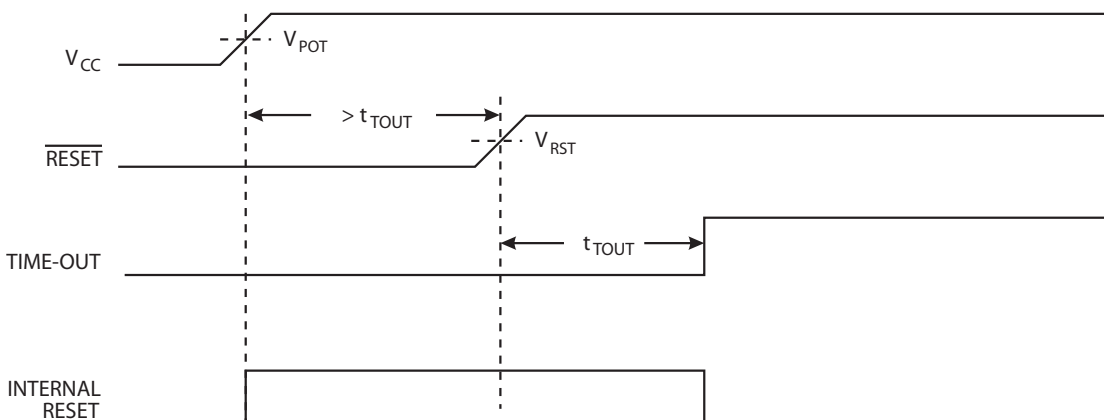 V_CC
V_POT
> t_TOUT
RESET
V_RST
t_TOUT
TIME-OUT
INTERNAL
RESET